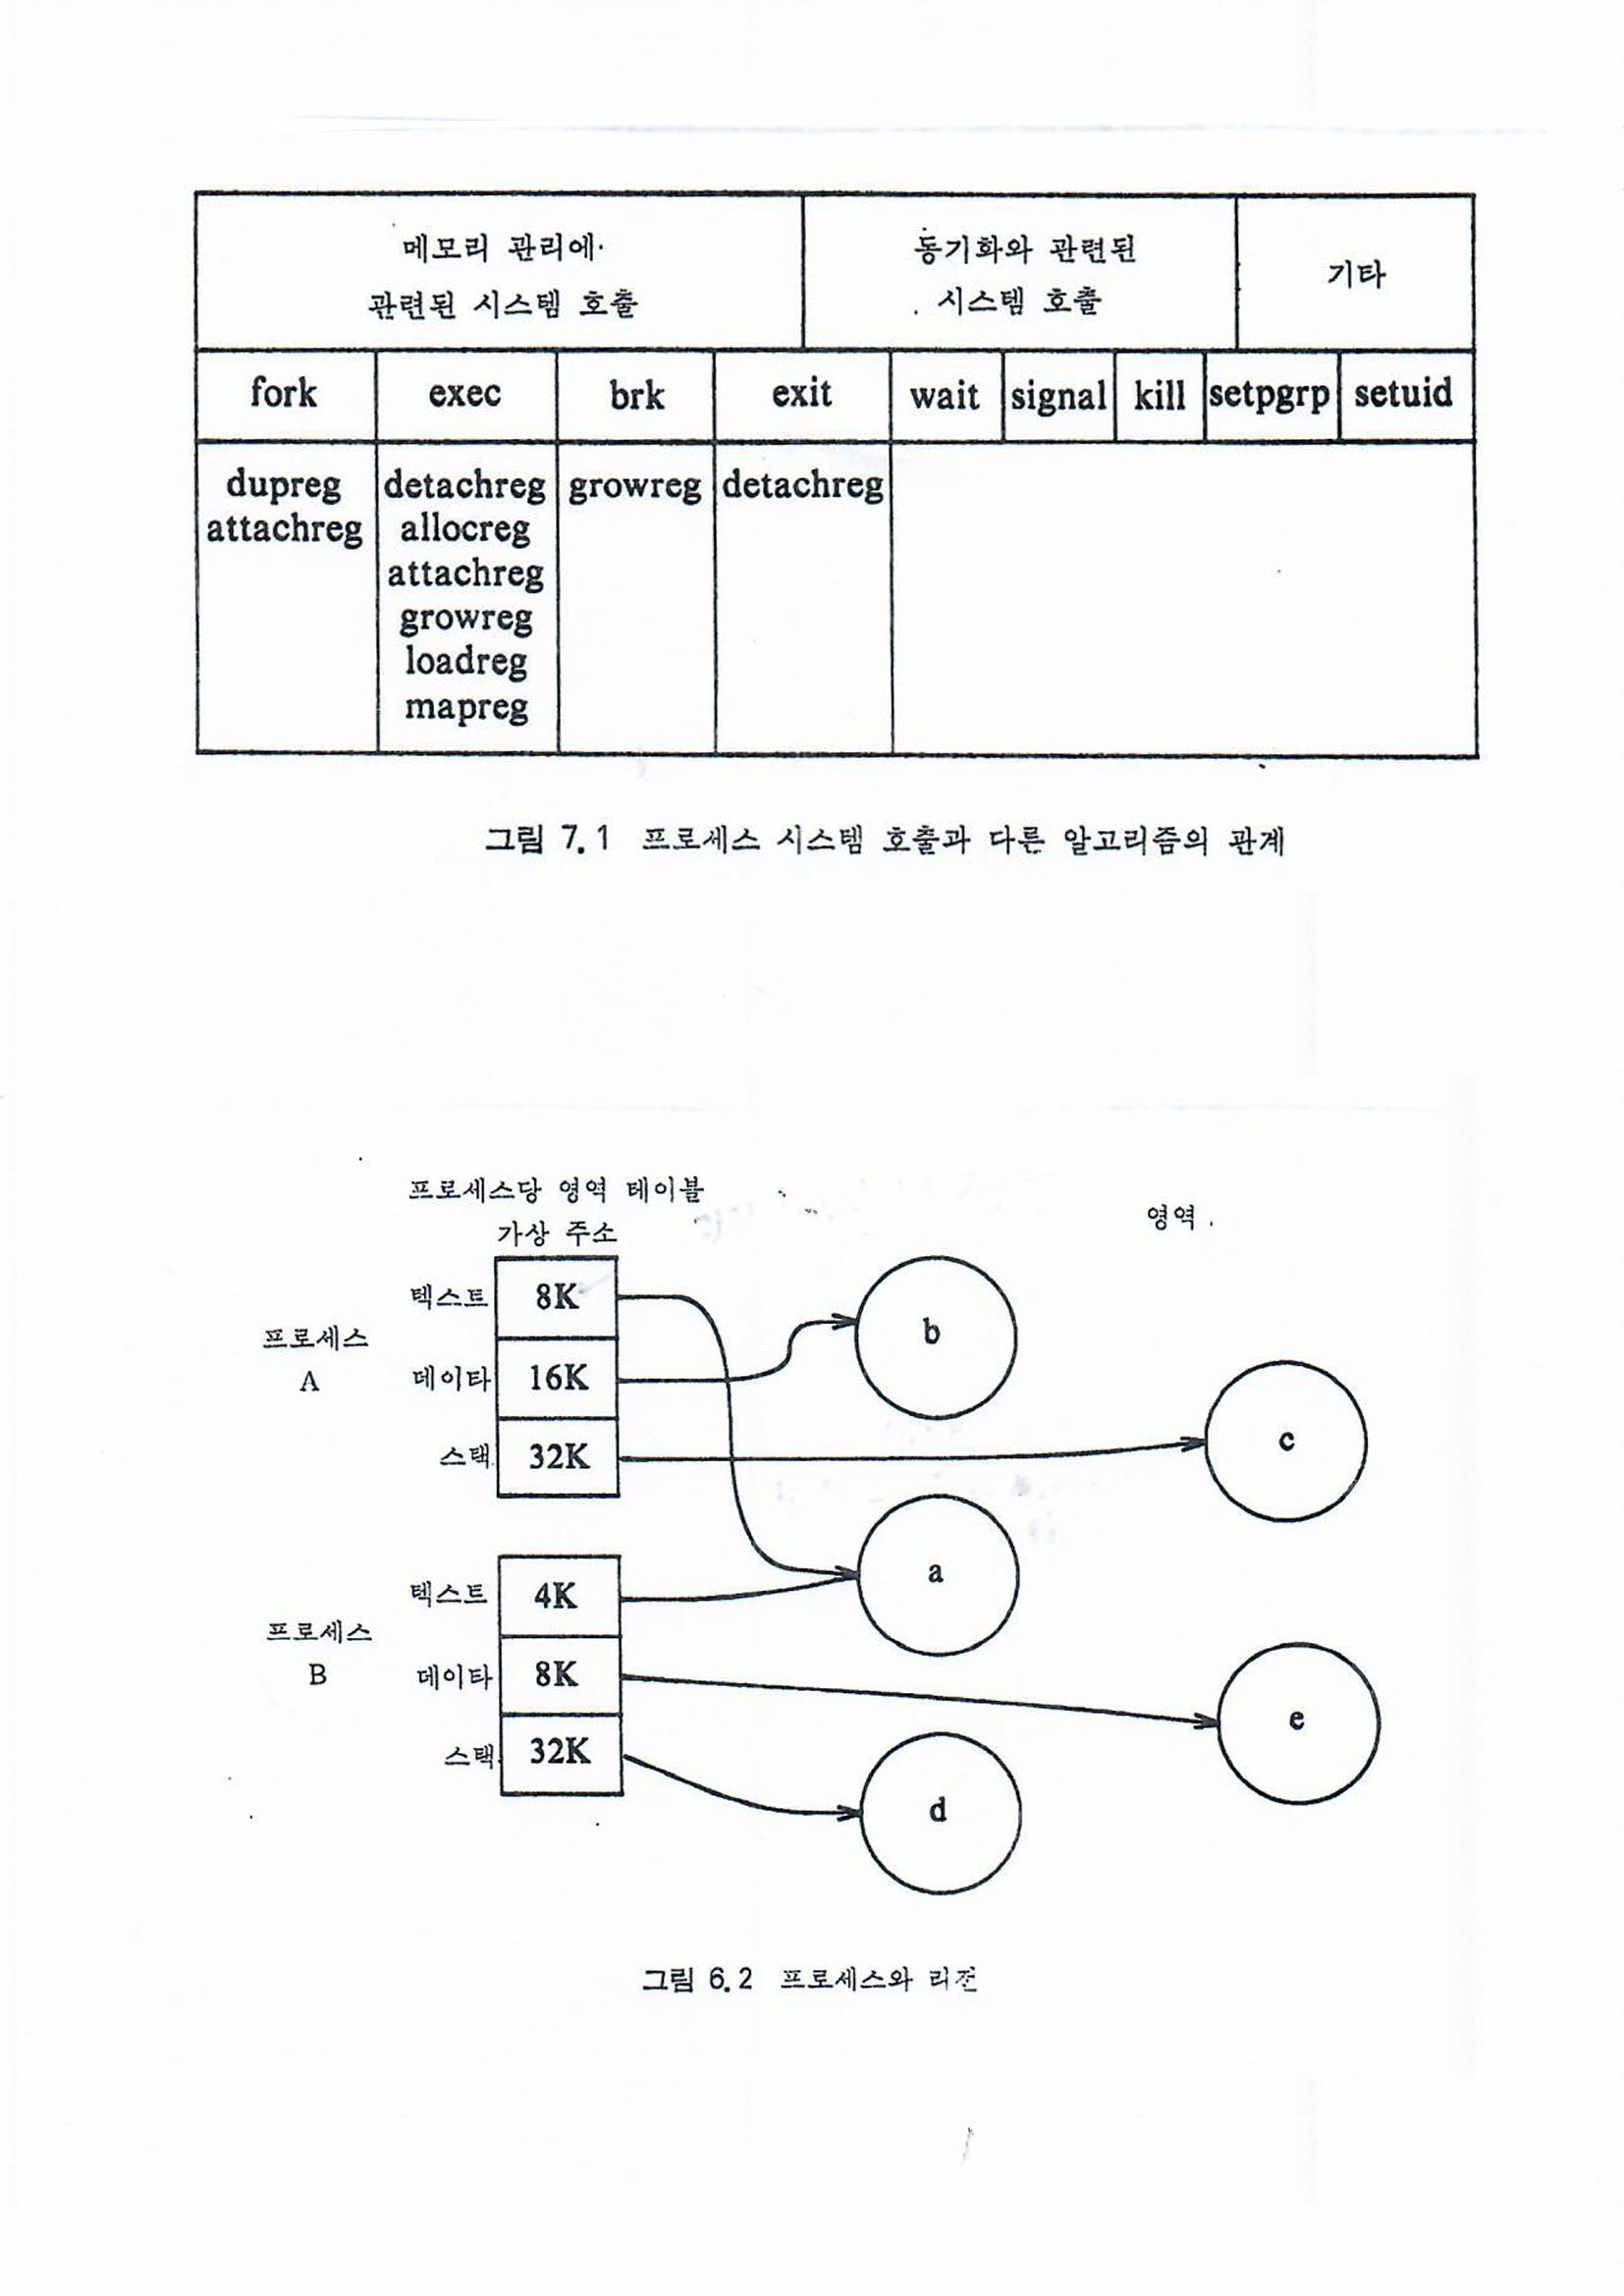 메모리 관리에
관련된 시스템 호출
동기화와 관련된
시스템 호출
기타
fork exec brk exit wait signal kill setpgrp setuid
dupreg detachreg growreg detachreg
attachreg allocreg
attachreg
growreg
loadreg
mapreg
그림 7.1 프로세스 시스템 호출과 다른 알고리즘의 관계
프로세스당 영역 테이블
가상 주소
영역
프로세스
A
텍스트 8K
데이타 16K
스택 32K
b
c
a
프로세스
B
텍스트 4K
데이타 8K
스택 32K
e
d
그림 6.2 프로세스와 리젼